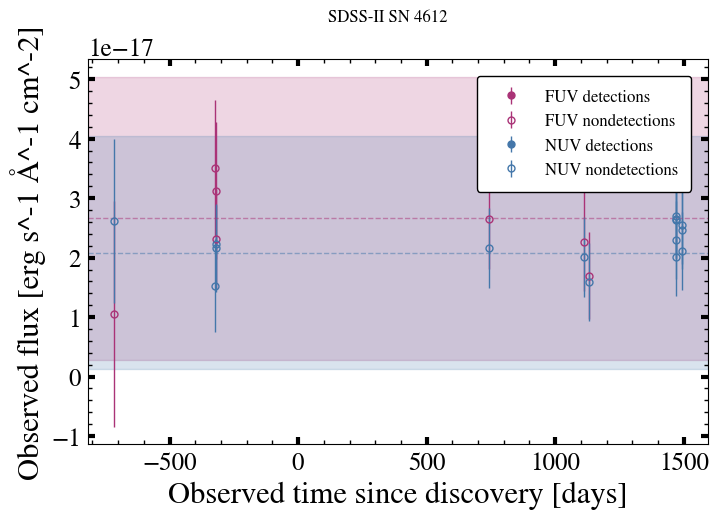 SDSS-II SN 4612
1e−17
5
4
3
2
1
0
−1
FUV detections
FUV nondetections
NUV detections
NUV nondetections
−500 0 500 1000 1500
Observed time since discovery [days]
Observed flux [erg s^-1 Å^-1 cm^-2]